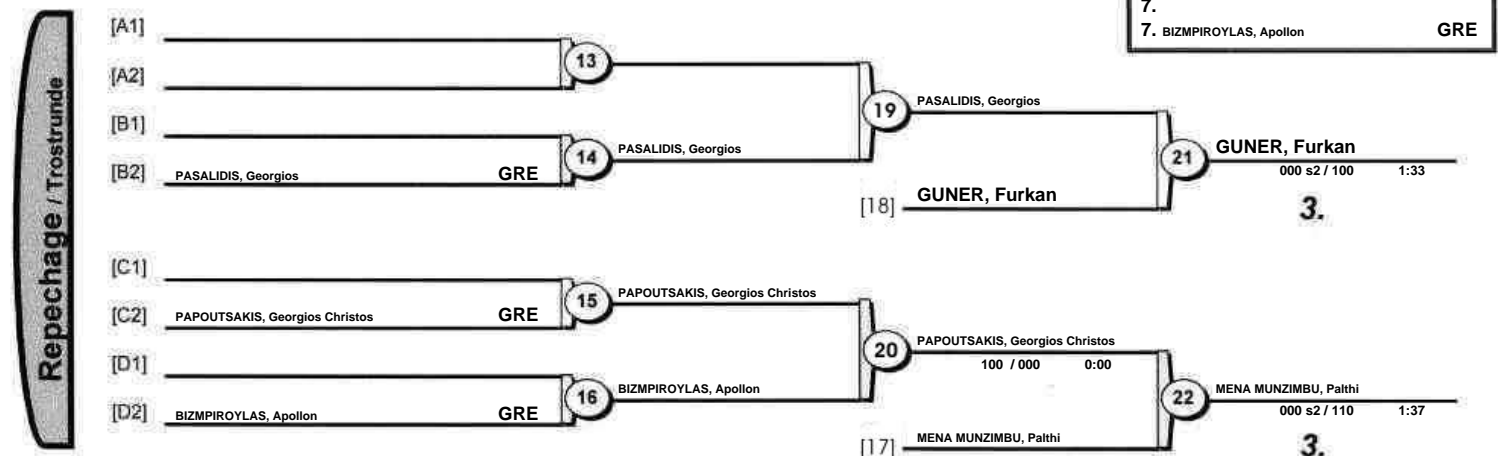 7.
7. BIZMPIROYLAS, Apollon GRE
Repechage / Trostrunde
[A1]
13
[A2]
19 PASALIDIS, Georgios
[B1]
14 PASALIDIS, Georgios
21 GUNER, Furkan
000 s2 / 100 1:33
[B2] PASALIDIS, Georgios GRE
[18] GUNER, Furkan
3.
[C1]
15 PAPOUTSAKIS, Georgios Christos
[C2] PAPOUTSAKIS, Georgios Christos GRE
20 PAPOUTSAKIS, Georgios Christos
100 / 000 0:00
[D1]
16 BIZMPIROYLAS, Apollon
22 MENA MUNZIMBU, Palthi
000 s2 / 110 1:37
[D2] BIZMPIROYLAS, Apollon GRE
[17] MENA MUNZIMBU, Palthi
3.